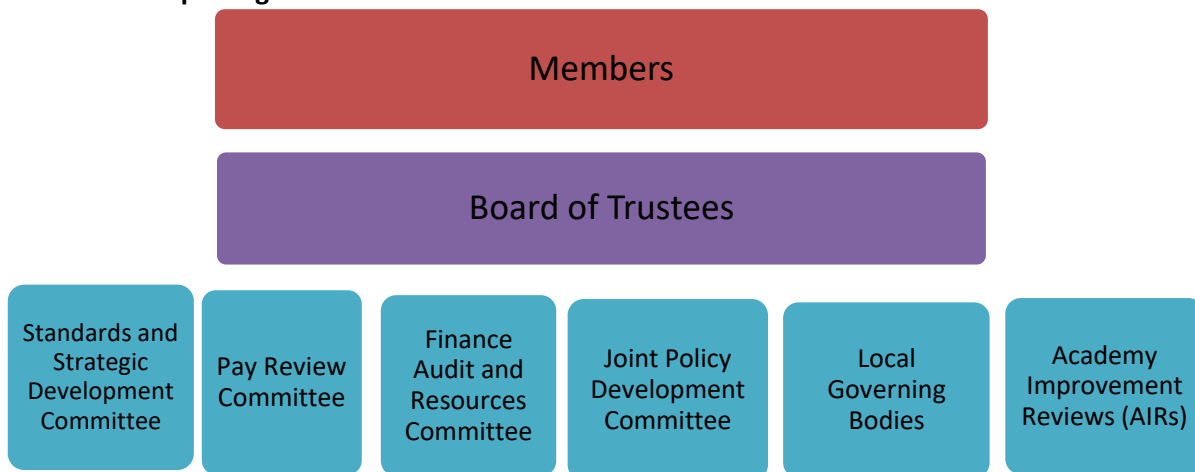 Members
Board of Trustees
Standards and
Strategic
Development
Committee
Pay Review
Committee
Finance
Audit and
Resources
Committee
Joint Policy
Development
Committee
Local
Governing
Bodies
Academy
Improvement
Reviews (AIRs)